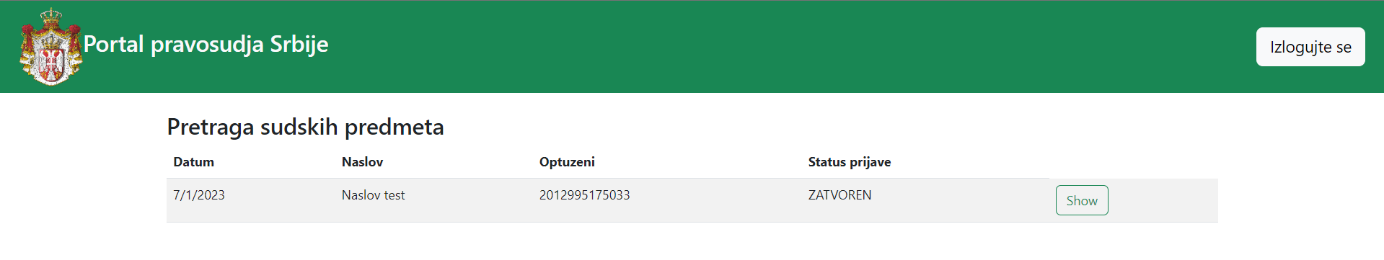 Portal pravosudja Srbije
Izlogujte se
Pretraga sudskih predmeta
Datum Naslov Optuzeni Status prijave
7/1/2023 Naslov test 2012995175033 ZATVOREN Show